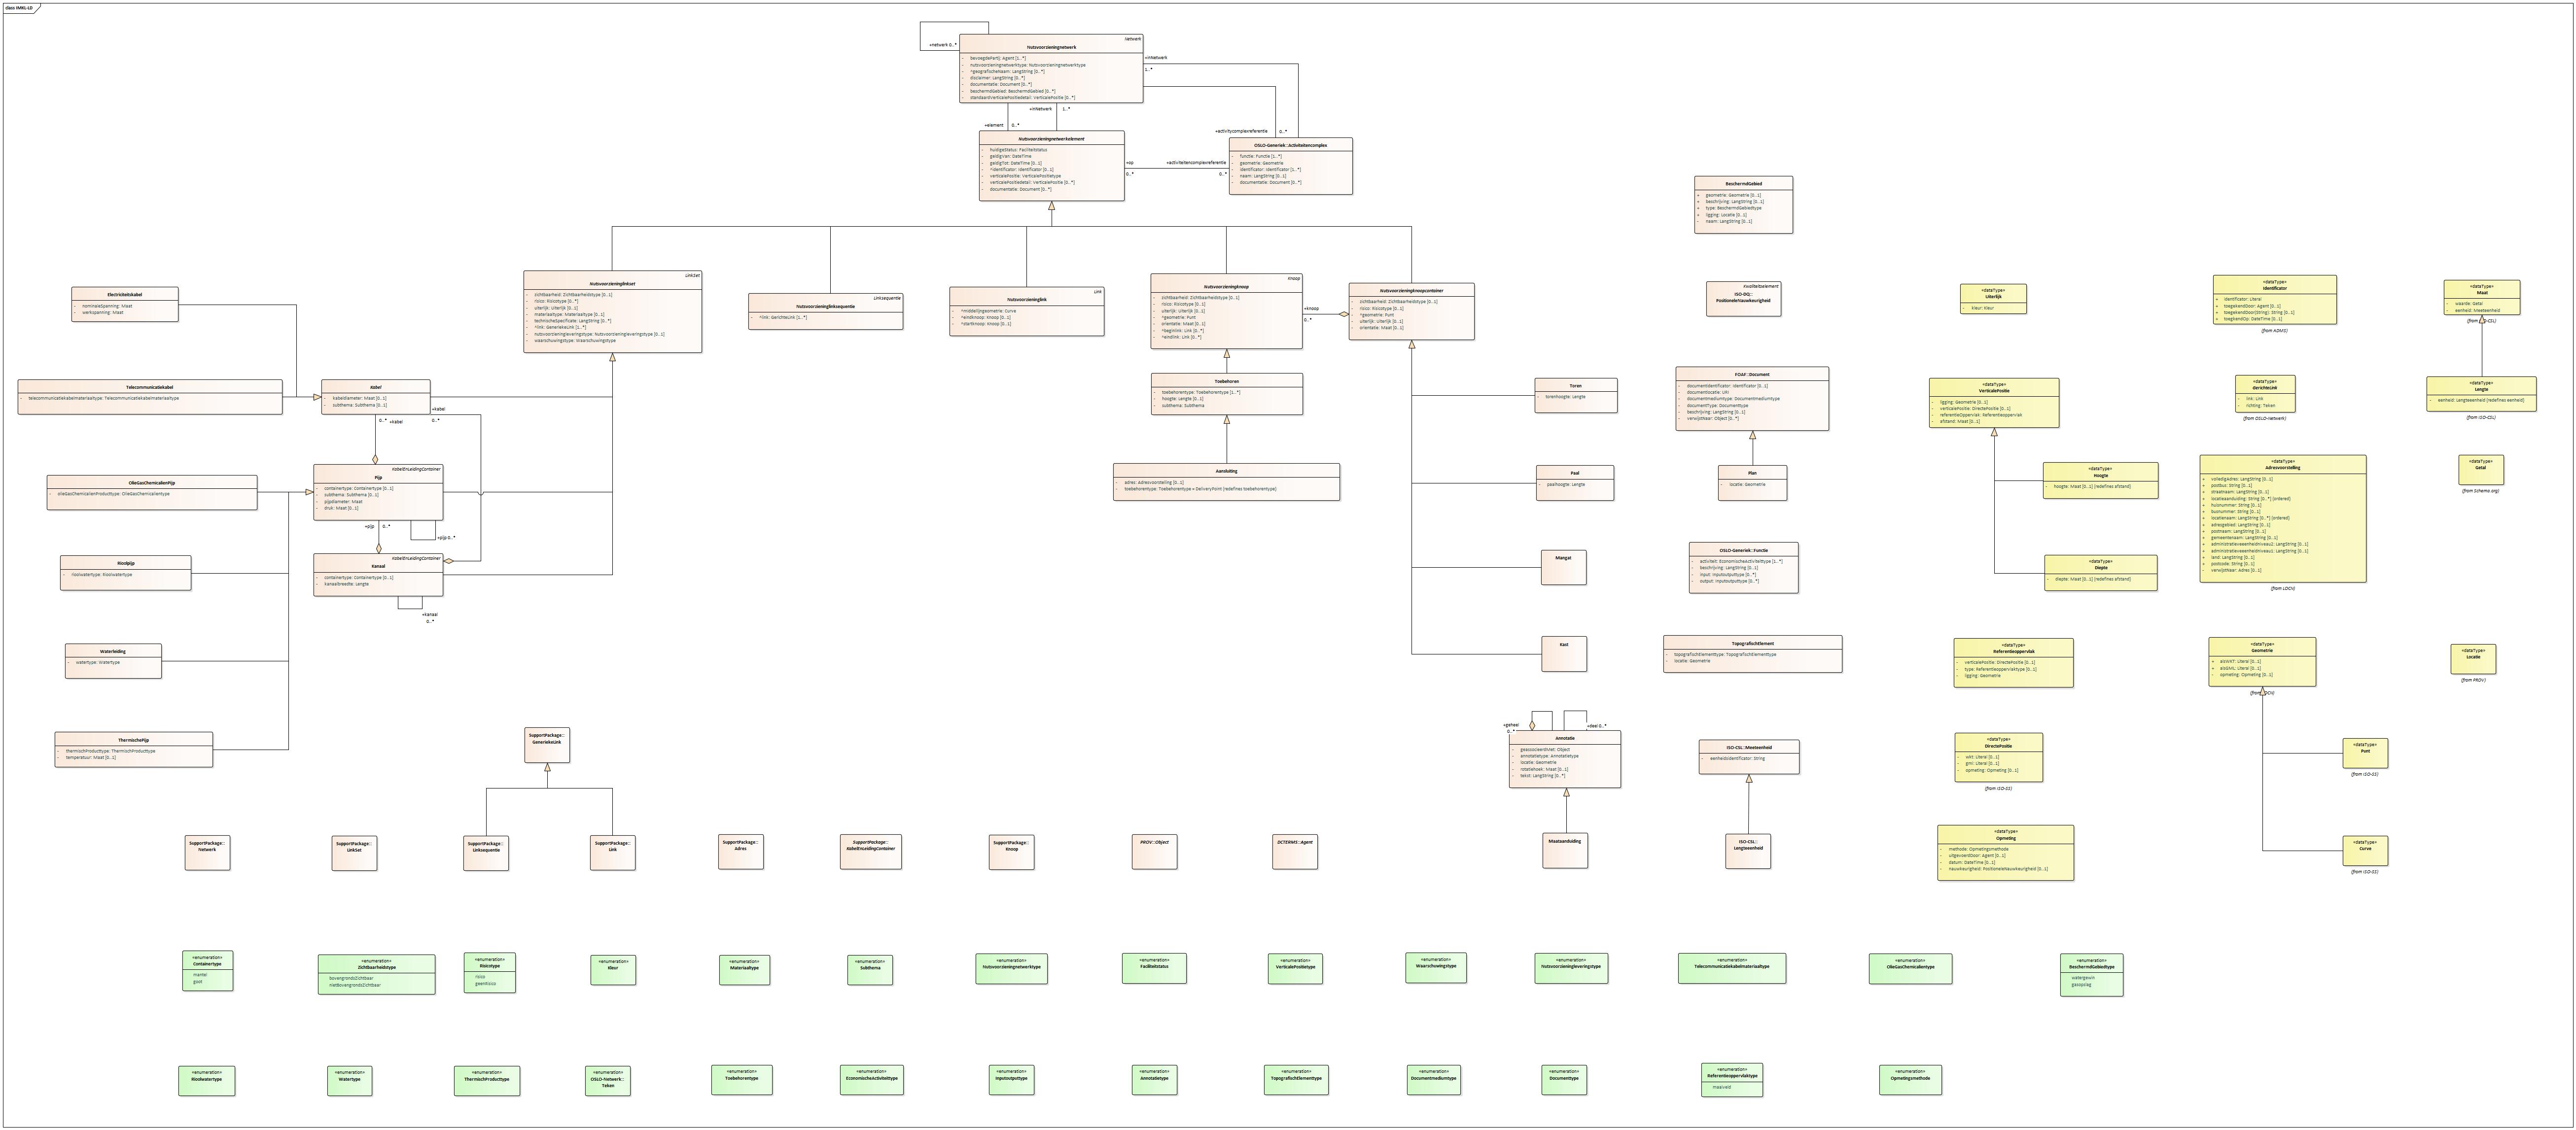 class IMKL-LD
Netwerk
Nutsvoorzieningnetwerk
- bevoegdePartij: Agent [1..*]
- nutsvoorzieningnetwerktype: Nutsvoorzieningnetwerktype
- ^geografischeNaam: LangString [0..*]
- disclaimer: LangString [0..*]
- documentatie: Document [0..*]
- beschermdGebied: BeschermdGebied [0..*]
- standaardVerticalePositiedetail: VerticalePositie [0..*]
+netwerk 0..*
+inNetwerk
1..*
+element 0..*
+inNetwerk 1..*
+activitycomplexreferentie 0..*
Nutsvoorzieningnetwerkelement
- huidigeStatus: Faciliteitstatus
- geldigVan: DateTime
- geldigTot: DateTime [0..1]
- ^identificator: Identificator [0..1]
- verticalePositie: VerticalePositietype
- verticalePositiedetail: VerticalePositie [0..*]
- documentatie: Document [0..*]
+op
0..*
+activiteitencomplexreferentie
0..*
OSLO-Generiek::Activiteitencomplex
- functie: Functie [1..*]
- geometrie: Geometrie
- identificator: Identificator [1..*]
- naam: LangString [0..1]
- documentatie: Document [0..*]
BeschermdGebied
+ geometrie: Geometrie [0..1]
+ beschrijving: LangString [0..1]
+ type: BeschermdGebiedtype
+ ligging: Locatie [0..1]
- naam: LangString [0..1]
Electriciteitskabel
- nominaleSpanning: Maat
- werkspanning: Maat
LinkSet
Nutsvoorzieninglinkset
- zichtbaarheid: Zichtbaarheidstype [0..1]
- risico: Risicotype [0..*]
- uiterlijk: Uiterlijk [0..1]
- materiaaltype: Materiaaltype [0..1]
- technischeSpecificatie: LangString [0..*]
- ^link: GeneriekeLink [1..*]
- nutsvoorzieningleveringstype: Nutsvoorzieningleveringstype [0..1]
- waarschuwingstype: Waarschuwingstype
Linksequentie
Nutsvoorzieninglinksequentie
- ^link: GerichteLink [1..*]
Link
Nutsvoorzieninglink
- ^middellijngeometrie: Curve
- ^eindknoop: Knoop [0..1]
- ^startKnoop: Knoop [0..1]
Knoop
Nutsvoorzieningknoop
- zichtbaarheid: Zichtbaarheidstype [0..1]
- risico: Risicotype [0..1]
- uiterlijk: Uiterlijk [0..1]
- ^geometrie: Punt
- orientatie: Maat [0..1]
- ^beginlink: Link [0..*]
- ^eindlink: Link [0..*]
+Knoop
0..*
Nutsvoorzieningknoopcontainer
- zichtbaarheid: Zichtbaarheidstype [0..1]
- risico: Risicotype [0..1]
- ^geometrie: Punt
- uiterlijk: Uiterlijk [0..1]
- orientatie: Maat [0..1]
Kwaliteitselement
ISO-DQ::
PositioneleNauwkeurigheid
«dataType»
Uiterlijk
- Kleur: Kleur
«dataType»
Identificator
+ identificator: Literal
+ toegekendDoor: Agent [0..1]
+ toegekendDoor(String): String [0..1]
+ toegkendOp: DateTime [0..1]
(from ADMS)
«dataType»
Maat
- waarde: Getal
- eenheid: Meeteenheid
Telecommunicatiekabel
- telecommunicatiekabelmateriaaltype: Telecommunicatiekabelmateriaaltype
Kabel
- kabeldiameter: Maat [0..1]
- subthema: Subthema [0..1]
+kabel
0..*
0..* +kabel
Toebehoren
- toebehorentype: Toebehorentype [1..*]
- hoogte: Lengte [0..1]
- subthema: Subthema
Toren
- torenhoogte: Lengte
FOAF::Document
- documentidentificator: Identificator [0..1]
- documentlocatie: URI
- documentmediumtype: Documentmediumtype
- documentType: Documenttype
- beschrijving: LangString [0..1]
- verwijstNaar: Object [0..*]
«dataType»
VerticalePositie
- ligging: Geometrie [0..1]
- verticalePositie: DirectePositie [0..1]
- referentieOppervlak: Referentieoppervlak
- afstand: Maat [0..1]
«dataType»
GerichteLink
- link: Link
- richting: Teken
(from OSLO-Netwerk)
«dataType»
Lengte
- eenheid: Lengteeenheid {redefines eenheid}
(from ISO-CSL)
OlieGasChemicalienPijp
- olieGasChemicalienProductype: OlieGasChemicalientype
KabelEnLeidingContainer
Pijp
- containertype: Containertype [0..1]
- subthema: Subthema [0..1]
- pijpdiameter: Maat
- druk: Maat [0..1]
+pijp 0..*
+pijp 0..*
Aansluiting
- adres: Adresvoorstelling [0..1]
- toebehorentype: Toebehorentype = DeliveryPoint {redefines toebehorentype}
Paal
- paalhoogte: Lengte
Plan
- locatie: Geometrie
«dataType»
Hoogte
- hoogte: Maat [0..1] {redefines afstand}
«dataType»
Adresvoorstelling
+ volledigAdres: LangString [0..1]
+ postbus: String [0..1]
+ straatnaam: LangString [0..1]
+ locatieaanduiding: String [0..*] {ordered}
+ huisnummer: String [0..1]
+ busnummer: String [0..1]
+ locatienaam: LangString [0..*] {ordered}
+ adresgebied: LangString [0..1]
+ postnaam: LangString [0..1]
+ gemeentenaam: LangString [0..1]
+ administratieveeenheidniveau2: LangString [0..1]
+ administratieveeenheidniveau1: LangString [0..1]
+ land: LangString [0..1]
+ postcode: String [0..1]
- verwijstNaar: Adres [0..1]
(from LOCN)
«dataType»
Getal
(from Schema.org)
Rioolpijp
- rioolwatertype: Rioolwatertype
KabelEnLeidingContainer
Kanaal
- containertype: Containertype [0..1]
- kanaalbreedte: Lengte
+kanaal
0..*
Mangat
OSLO-Generiek::Functie
- activiteit: EconomischeActiviteittype [1..*]
- beschrijving: LangString [0..1]
- input: Inputoutputtype [0..*]
- output: Inputoutputtype [0..*]
«dataType»
Diepte
- diepte: Maat [0..1] {redefines afstand}
Waterleiding
- watertype: Watertype
Kast
TopografischElement
- topografischElementtype: TopografischElementtype
- locatie: Geometrie
«dataType»
Referentieoppervlak
- verticalePositie: DirectePositie [0..1]
- type: Referentieoppervlaktype [0..1]
- ligging: Geometrie
«dataType»
Geometrie
+ alsWKT: Literal [0..1]
+ alsGML: Literal [0..1]
- opmeting: Opmeting [0..1]
«dataType»
Locatie
(from PROV)
ThermischePijp
- thermischProducttype: ThermischProducttype
- temperatuur: Maat [0..1]
SupportPackage::
GeneriekeLink
+geheel
0..*
+deel 0..*
Annotatie
- geassocieerdMet: Object
- annotatietype: Annotatietype
- locatie: Geometrie
- rotatiehoek: Maat [0..1]
- tekst: LangString [0..*]
ISO-CSL::Meeteenheid
- eenheidsidentificator: String
«dataType»
DirectePositie
- wkt: Literal [0..1]
- gml: Literal [0..1]
- opmeting: Opmeting [0..1]
(from ISO-SS)
«dataType»
Punt
(from ISO-SS)
SupportPackage::
Netwerk
SupportPackage::
LinkSet
SupportPackage::
Linksequentie
SupportPackage::
Link
SupportPackage::
Adres
SupportPackage::
KabelEnLeidingContainer
SupportPackage::
Knoop
PROV::Object
DCTERMS::Agent
Maataanduiding
ISO-CSL::
Lengteeenheid
«dataType»
Opmeting
- methode: Opmetingsmethode
- uitgevoerdDoor: Agent [0..1]
- datum: DateTime [0..1]
- nauwkeurigheid: PositioneleNauwkeurigheid [0..1]
«dataType»
Curve
(from ISO-SS)
«enumeration»
Containertype
mantel
goot
«enumeration»
Zichtbaarheidstype
bovengrondsZichtbaar
nietBovengrondsZichtbaar
«enumeration»
Risicotype
risico
geenRisico
«enumeration»
Kleur
«enumeration»
Materiaaltype
«enumeration»
Subthema
«enumeration»
Nutsvoorzieningnetwerktype
«enumeration»
Faciliteitstatus
«enumeration»
VerticalePositietype
«enumeration»
Waarschuwingstype
«enumeration»
Nutsvoorzieningleveringstype
«enumeration»
Telecommunicatiekabelmateriaaltype
«enumeration»
OlieGasChemicalientype
«enumeration»
BeschermdGebiedtype
watergewin
gasopslag
«enumeration»
Rioolwatertype
«enumeration»
Watertype
«enumeration»
ThermischProducttype
«enumeration»
OSLO-Netwerk::
Teken
«enumeration»
Toebehorentype
«enumeration»
EconomischeActiviteittype
«enumeration»
Inputoutputtype
«enumeration»
Annotatietype
«enumeration»
TopografischElementtype
«enumeration»
Documentmediumtype
«enumeration»
Documenttype
«enumeration»
Referentieoppervlaktype
maaiveld
«enumeration»
Opmetingsmethode